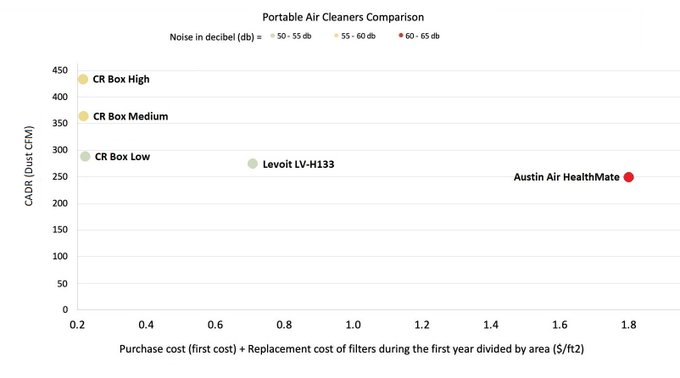 Portable Air Cleaners Comparison
Noise in decibel (db) = 50 - 55 db 55 - 60 db 60 - 65 db
450
CR Box High
400
CR Box Medium
350
300
CR Box Low
Levoit LV-H133
250
Austin Air HealthMate
200
150
100
50
0
CADR (Dust CFM)
0.2 0.4 0.6 0.8 1.0 1.2 1.4 1.6 1.8
Purchase cost (first cost) + Replacement cost of filters during the first year divided by area ($/ft2)